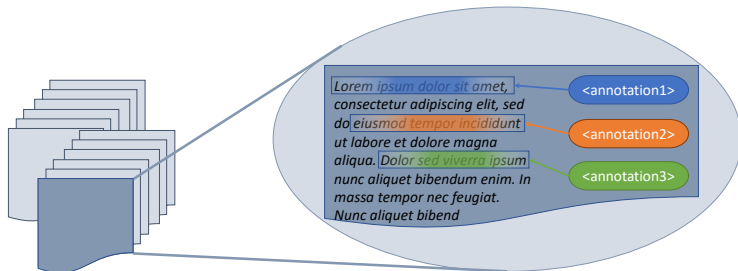 Lorem ipsum dolor sit amet,
consectetur adipiscing elit, sed
do eiusmod tempor incididunt
ut labore et dolore magna
aliqua. Dolor sed viverra ipsum
nunc aliquet bibendum enim. In
massa tempor nec feugiat.
Nunc aliquet bibend
<annotation1>
<annotation2>
<annotation3>